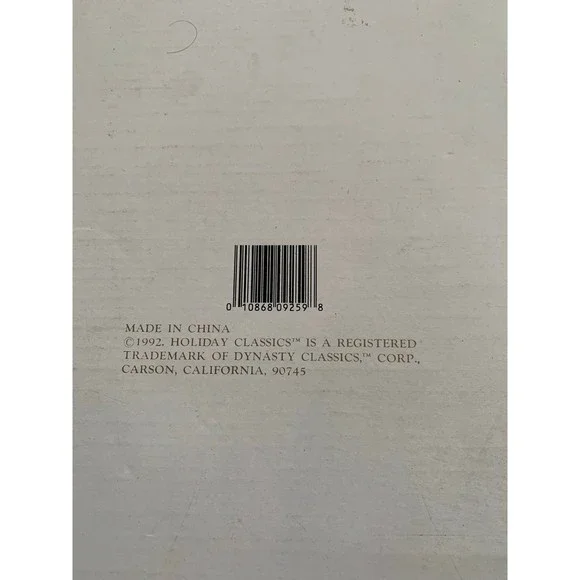 0 10868 09259 8
MADE IN CHINA
©1992. HOLIDAY CLASSICS™ IS A REGISTERED
TRADEMARK OF DYNASTY CLASSICS,™ CORP.,
CARSON, CALIFORNIA, 90745